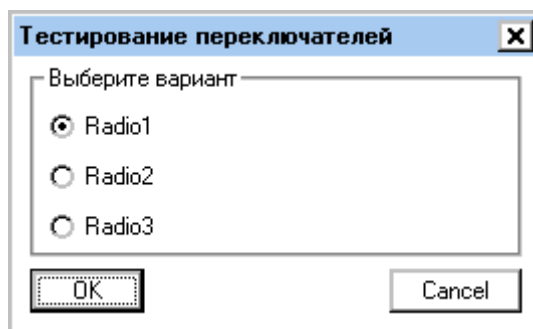 Тестирование переключателей
Выберите вариант
Radio1
Radio2
Radio3
OK Cancel